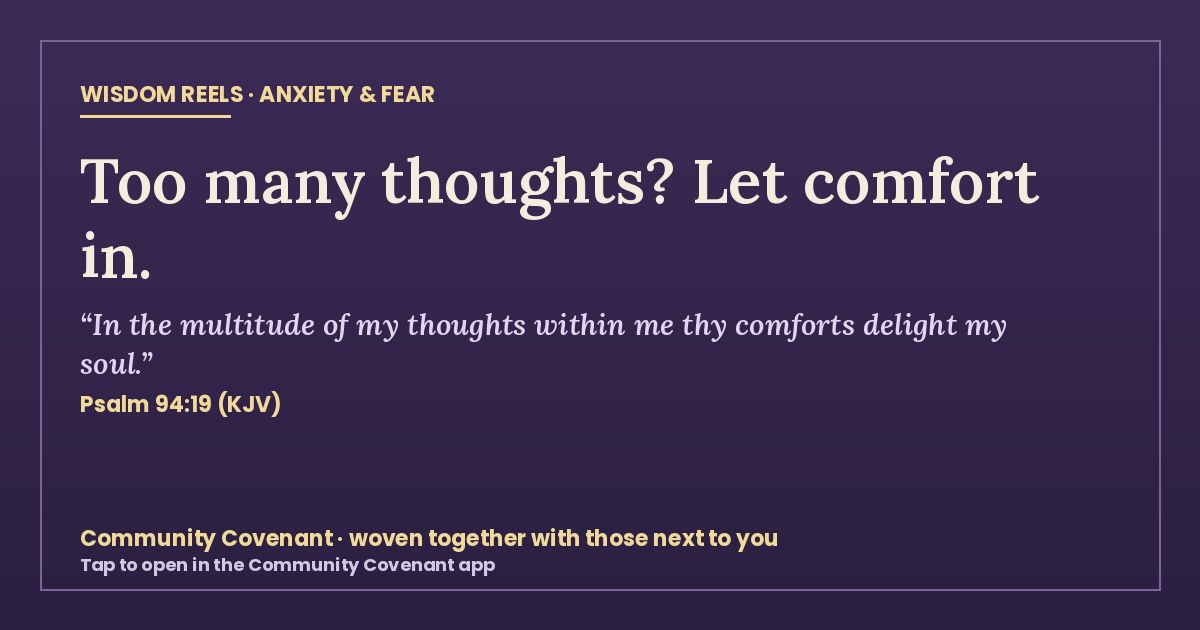 WISDOM REELS · ANXIETY & FEAR
Too many thoughts? Let comfort
in.
“In the multitude of my thoughts within me thy comforts delight my
soul.”
Psalm 94:19 (KJV)
Community Covenant · woven together with those next to you
Tap to open in the Community Covenant app